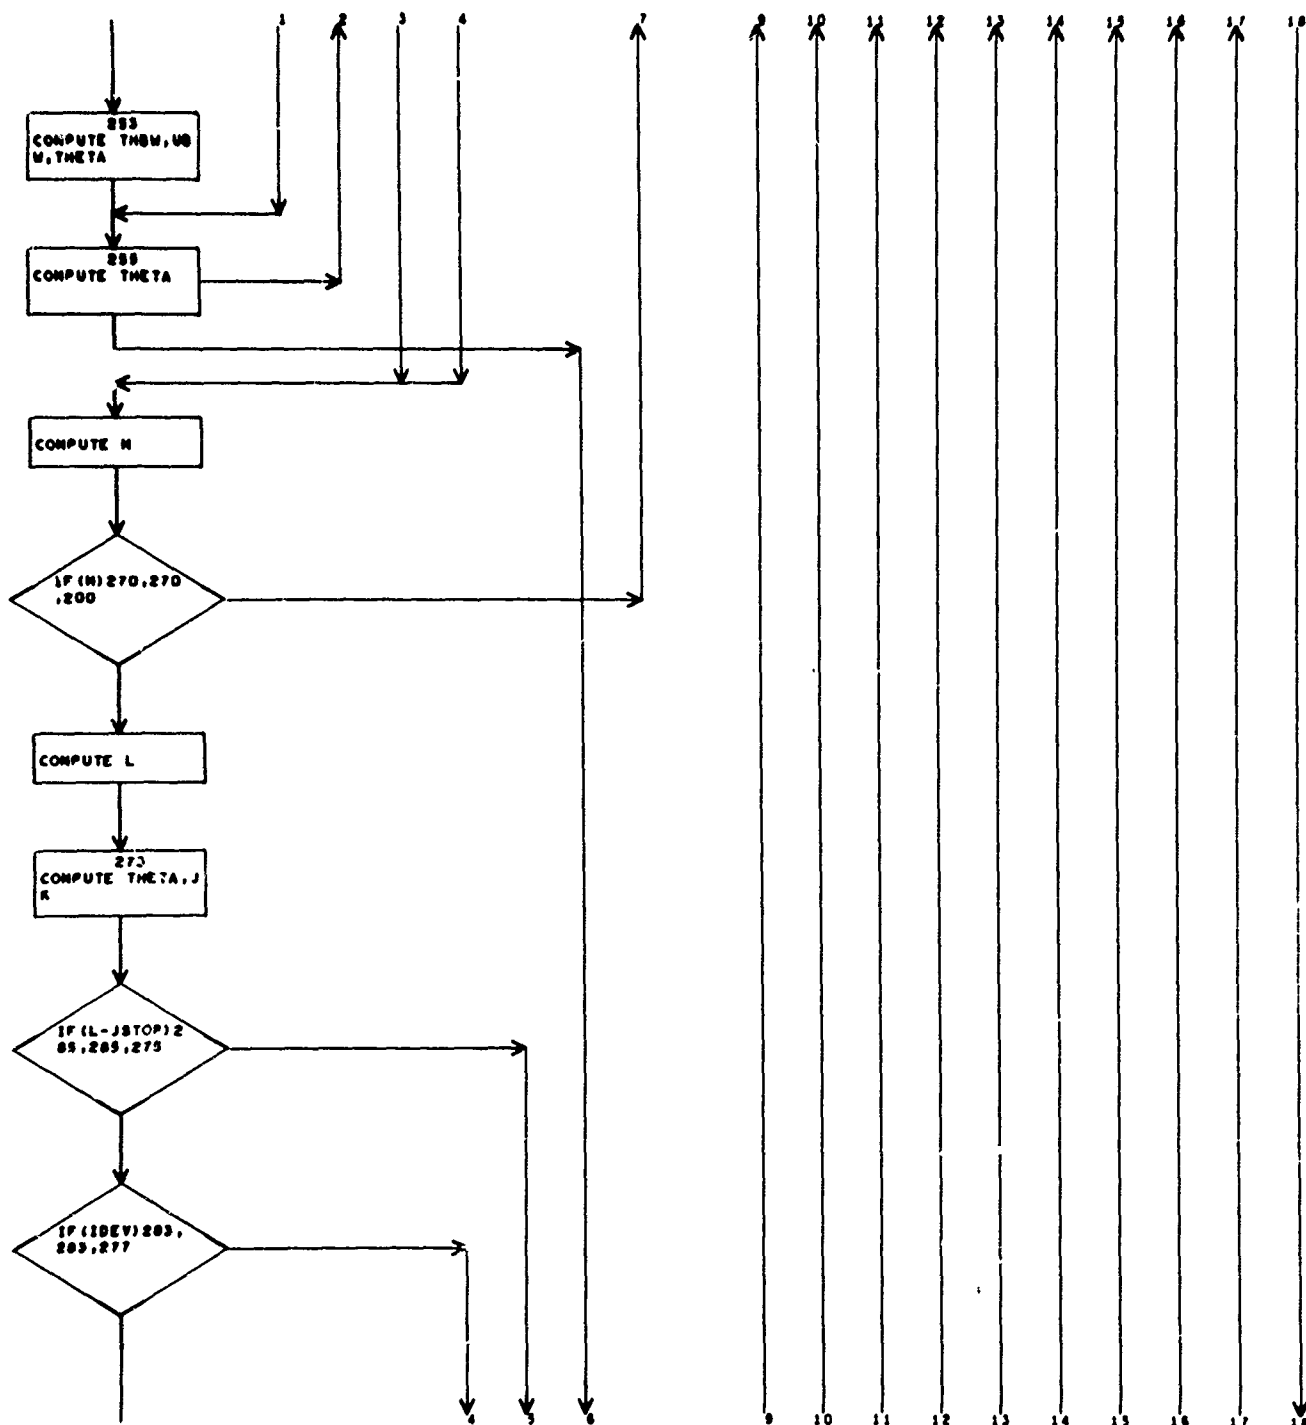 1 2 3 4 7 9 10 11 12 13 14 15 16 17 18
253
COMPUTE THBW,UB
W,THETA
255
COMPUTE THETA
COMPUTE M
IF(M)270,270
,200
COMPUTE L
273
COMPUTE THETA,J
K
IF(L-JSTOP)2
85,285,275
IF(IDEV)283,
283,277
4 5 6 9 10 11 12 13 14 15 16 17 18